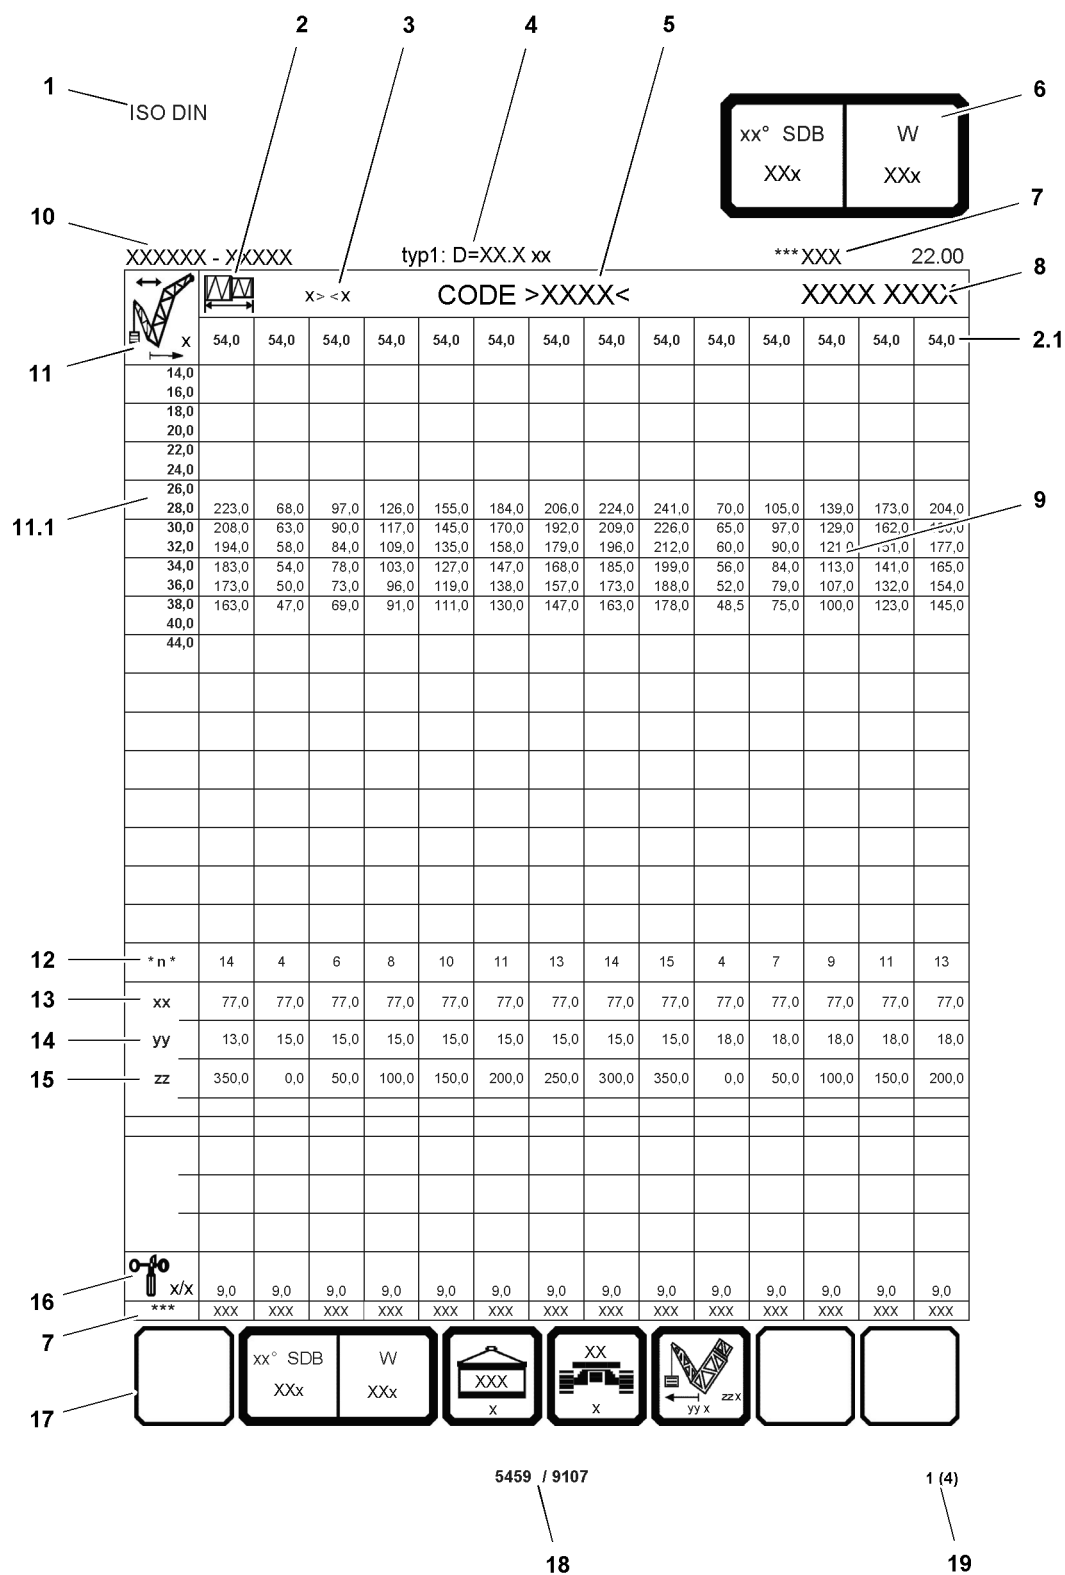 2 3 4 5
1 6
ISO DIN
xx° SDB W
XXx XXx
10 7
XXXXXX - XXXXX typ1: D=XX.X xx ***XXX 22.00
8
x> <x CODE >XXXX< XXXX XXXX
x 54,0 54,0 54,0 54,0 54,0 54,0 54,0 54,0 54,0 54,0 54,0 54,0 54,0 54,0 2.1
11
14,0
16,0
18,0
20,0
22,0
24,0
26,0
28,0 223,0 68,0 97,0 126,0 155,0 184,0 206,0 224,0 241,0 70,0 105,0 139,0 173,0 204,0
11.1 9
30,0 208,0 63,0 90,0 117,0 145,0 170,0 192,0 209,0 226,0 65,0 97,0 129,0 162,0
32,0 194,0 58,0 84,0 109,0 135,0 158,0 179,0 196,0 212,0 60,0 90,0 121,0 151,0 177,0
34,0 183,0 54,0 78,0 103,0 127,0 147,0 168,0 185,0 199,0 56,0 84,0 113,0 141,0 165,0
36,0 173,0 50,0 73,0 96,0 119,0 138,0 157,0 173,0 188,0 52,0 79,0 107,0 132,0 154,0
38,0 163,0 47,0 69,0 91,0 111,0 130,0 147,0 163,0 178,0 48,5 75,0 100,0 123,0 145,0
40,0
44,0
12 *n* 14 4 6 8 10 11 13 14 15 4 7 9 11 13
13 xx 77,0 77,0 77,0 77,0 77,0 77,0 77,0 77,0 77,0 77,0 77,0 77,0 77,0 77,0
14 yy 13,0 15,0 15,0 15,0 15,0 15,0 15,0 15,0 15,0 18,0 18,0 18,0 18,0 18,0
15 zz 350,0 0,0 50,0 100,0 150,0 200,0 250,0 300,0 350,0 0,0 50,0 100,0 150,0 200,0
16 x/x 9,0 9,0 9,0 9,0 9,0 9,0 9,0 9,0 9,0 9,0 9,0 9,0 9,0 9,0
*** XXX XXX XXX XXX XXX XXX XXX XXX XXX XXX XXX XXX XXX XXX
7
xx° SDB W XX
XXx XXx XXX
x x yy x zz x
17
5459 / 9107 1 (4)
18 19